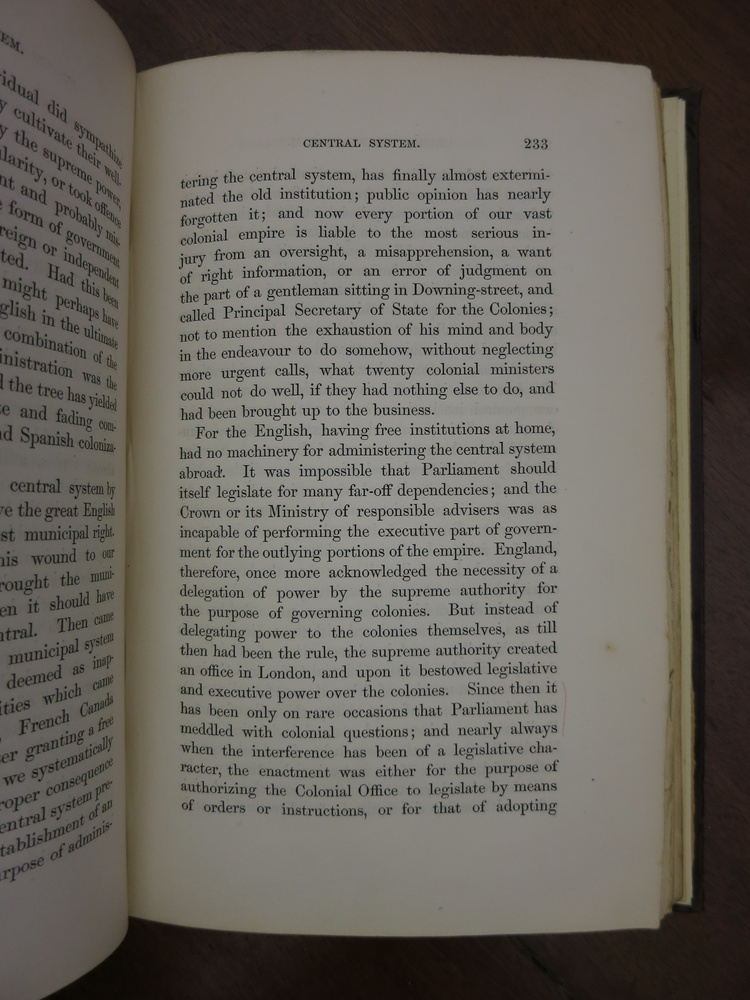 EM.
vidual did sympathize
y cultivate their well-
y the supreme power,
ularity, or took offence
nt and probably mis-
e form of government
reign or independent
ted. Had this been
might perhaps have
glish in the ultimate
combination of the
inistration was the
d the tree has yielded
te and fading com-
nd Spanish coloniza-
central system by
ve the great English
st municipal right.
his wound to our
rought the muni-
en it should have
ntral. Then came
municipal system
deemed as inap-
ities which came
French Canada
ter granting a free
we systematically
roper consequence
entral system pre-
tablishment of an
urpose of adminis-
CENTRAL SYSTEM. 233
tering the central system, has finally almost extermi-
nated the old institution; public opinion has nearly
forgotten it; and now every portion of our vast
colonial empire is liable to the most serious in-
jury from an oversight, a misapprehension, a want
of right information, or an error of judgment on
the part of a gentleman sitting in Downing-street, and
called Principal Secretary of State for the Colonies;
not to mention the exhaustion of his mind and body
in the endeavour to do somehow, without neglecting
more urgent calls, what twenty colonial ministers
could not do well, if they had nothing else to do, and
had been brought up to the business.
For the English, having free institutions at home,
had no machinery for administering the central system
abroad. It was impossible that Parliament should
itself legislate for many far-off dependencies; and the
Crown or its Ministry of responsible advisers was as
incapable of performing the executive part of govern-
ment for the outlying portions of the empire. England,
therefore, once more acknowledged the necessity of a
delegation of power by the supreme authority for
the purpose of governing colonies. But instead of
delegating power to the colonies themselves, as till
then had been the rule, the supreme authority created
an office in London, and upon it bestowed legislative
and executive power over the colonies. Since then it
has been only on rare occasions that Parliament has
meddled with colonial questions; and nearly always
when the interference has been of a legislative cha-
racter, the enactment was either for the purpose of
authorizing the Colonial Office to legislate by means
of orders or instructions, or for that of adopting